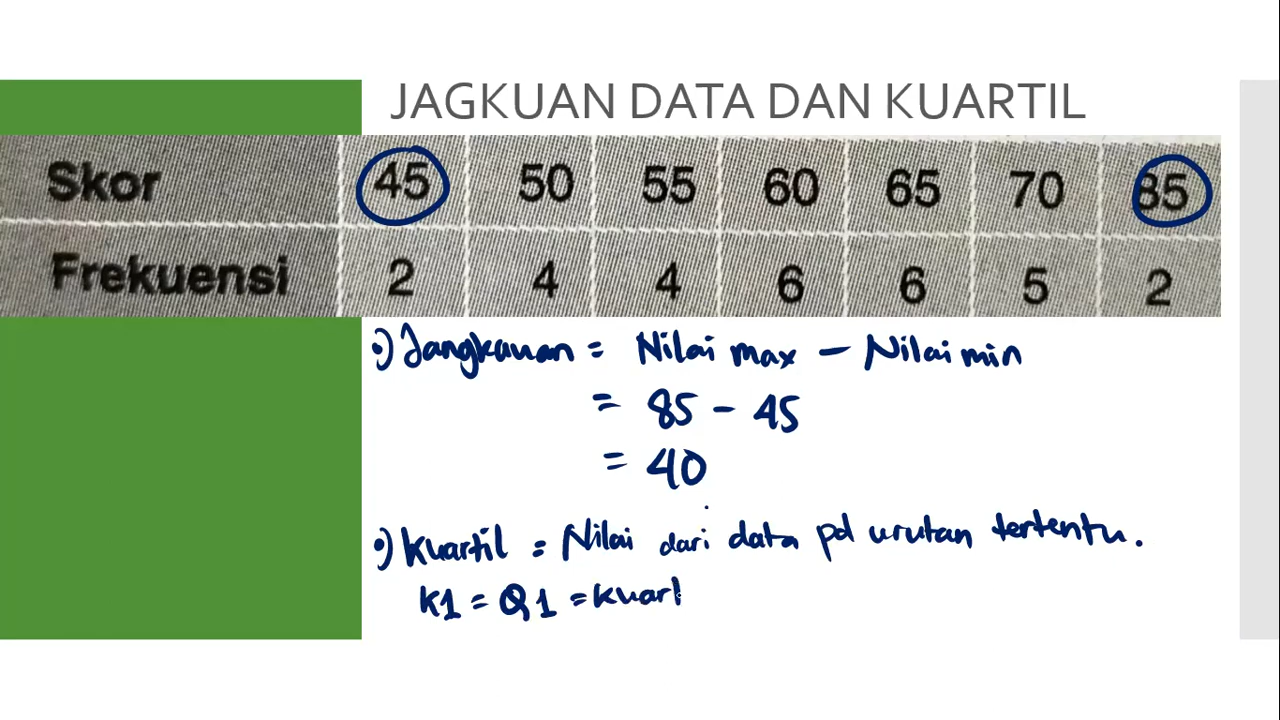 JAGKUAN DATA DAN KUARTIL
Skor 45 50 55 60 65 70 85
Frekuensi 2 4 4 6 6 5 2
•) Jangkauan = Nilai max – Nilai min
= 85 - 45
= 40
•) Kuartil = Nilai dari data pd urutan tertentu.
K1 = Q1 = kuart